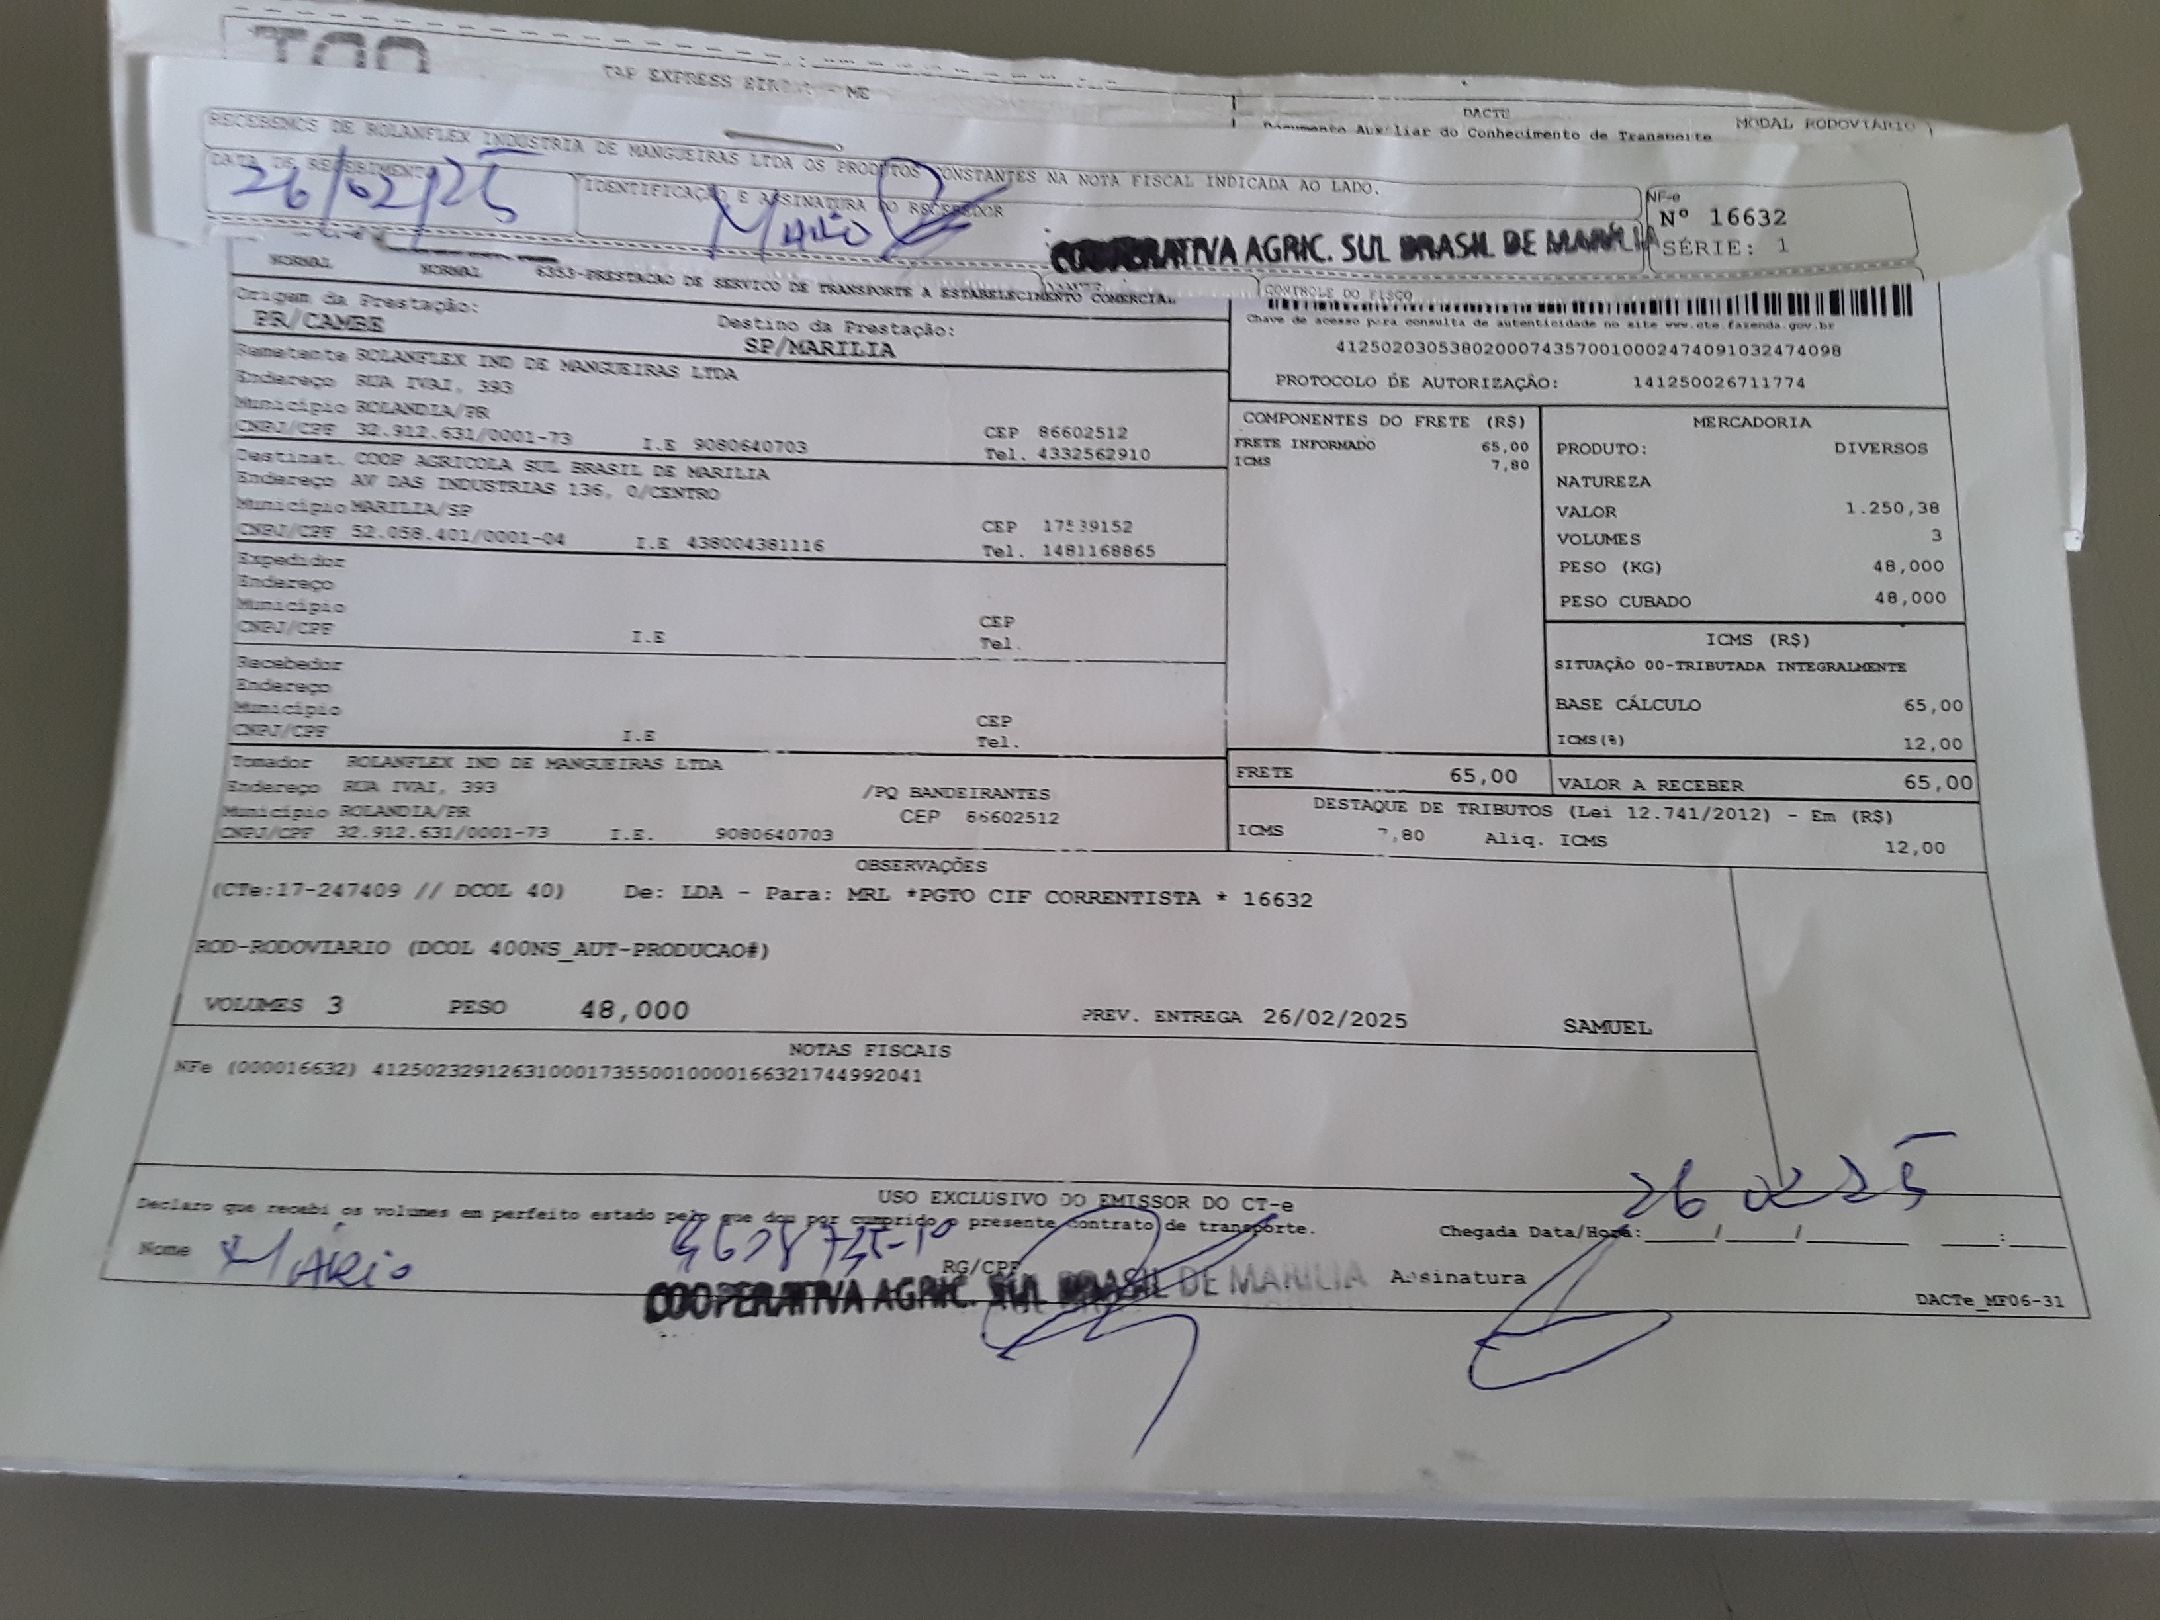 TAP EXPRESS - ME
DACTE
MODAL RODOVIÁRIO
Documento Auxiliar do Conhecimento de Transporte
RECEBEMOS DE ROLANFLEX INDUSTRIA DE MANGUEIRAS LTDA OS PRODUTOS CONSTANTES NA NOTA FISCAL INDICADA AO LADO.
DATA DE RECEBIMENTO
26/02/25
IDENTIFICAÇÃO E ASSINATURA DO RECEBEDOR
Mario
NF-e
Nº 16632
SÉRIE: 1
COOPERATIVA AGRIC. SUL BRASIL DE MARILIA
NORMAL NORMAL 6353-PRESTACAO DE SERVICO DE TRANSPORTE A ESTABELECIMENTO COMERCIAL
CONTROLE DO FISCO
Chave de acesso para consulta de autenticidade no site www.cte.fazenda.gov.br
41250203053802000743570010002474091032474098
PROTOCOLO DE AUTORIZAÇÃO: 141250026711774
Origem da Prestação:
PR/CAMBE
Destino da Prestação:
SP/MARILIA
Remetente ROLANFLEX IND DE MANGUEIRAS LTDA
Endereço RUA IVAI, 393
Município ROLANDIA/PR
CEP 86602512
CNPJ/CPF 32.912.631/0001-73 I.E 9080640703 Tel. 4332562910
Destinat. COOP AGRICOLA SUL BRASIL DE MARILIA
Endereço AV DAS INDUSTRIAS 136, 0/CENTRO
Município MARILIA/SP
CEP 17539152
CNPJ/CPF 52.058.401/0001-04 I.E 438004381116 Tel. 1481168865
Expedidor
Endereço
Município
CEP
CNPJ/CPF I.E Tel.
Recebedor
Endereço
Município
CEP
CNPJ/CPF I.E Tel.
Tomador ROLANFLEX IND DE MANGUEIRAS LTDA
Endereço RUA IVAI, 393 /PQ BANDEIRANTES
Município ROLANDIA/PR CEP 86602512
CNPJ/CPF 32.912.631/0001-73 I.E. 9080640703
COMPONENTES DO FRETE (R$)
FRETE INFORMADO 65,00
ICMS 7,80
MERCADORIA
PRODUTO: DIVERSOS
NATUREZA
VALOR 1.250,38
VOLUMES 3
PESO (KG) 48,000
PESO CUBADO 48,000
ICMS (R$)
SITUAÇÃO 00-TRIBUTADA INTEGRALMENTE
BASE CÁLCULO 65,00
ICMS(%) 12,00
FRETE 65,00
VALOR A RECEBER 65,00
DESTAQUE DE TRIBUTOS (Lei 12.741/2012) - Em (R$)
ICMS 7,80 Aliq. ICMS 12,00
OBSERVAÇÕES
(CTe:17-247409 // DCOL 40) De: LDA - Para: MRL *PGTO CIF CORRENTISTA * 16632
ROD-RODOVIARIO (DCOL 400NS_AUT-PRODUCAO#)
VOLUMES 3 PESO 48,000 PREV. ENTREGA 26/02/2025 SAMUEL
NOTAS FISCAIS
NFe (000016632) 41250232912631000173550010000166321744992041
USO EXCLUSIVO DO EMISSOR DO CT-e
Declaro que recebi os volumes em perfeito estado pelo que dou por cumprido o presente contrato de transporte.
Chegada Data/Hora: 26 02 25
Nome Mário
RG/CPF
Assinatura
COOPERATIVA AGRIC. SUL BRASIL DE MARILIA
DACTe_MF06-31